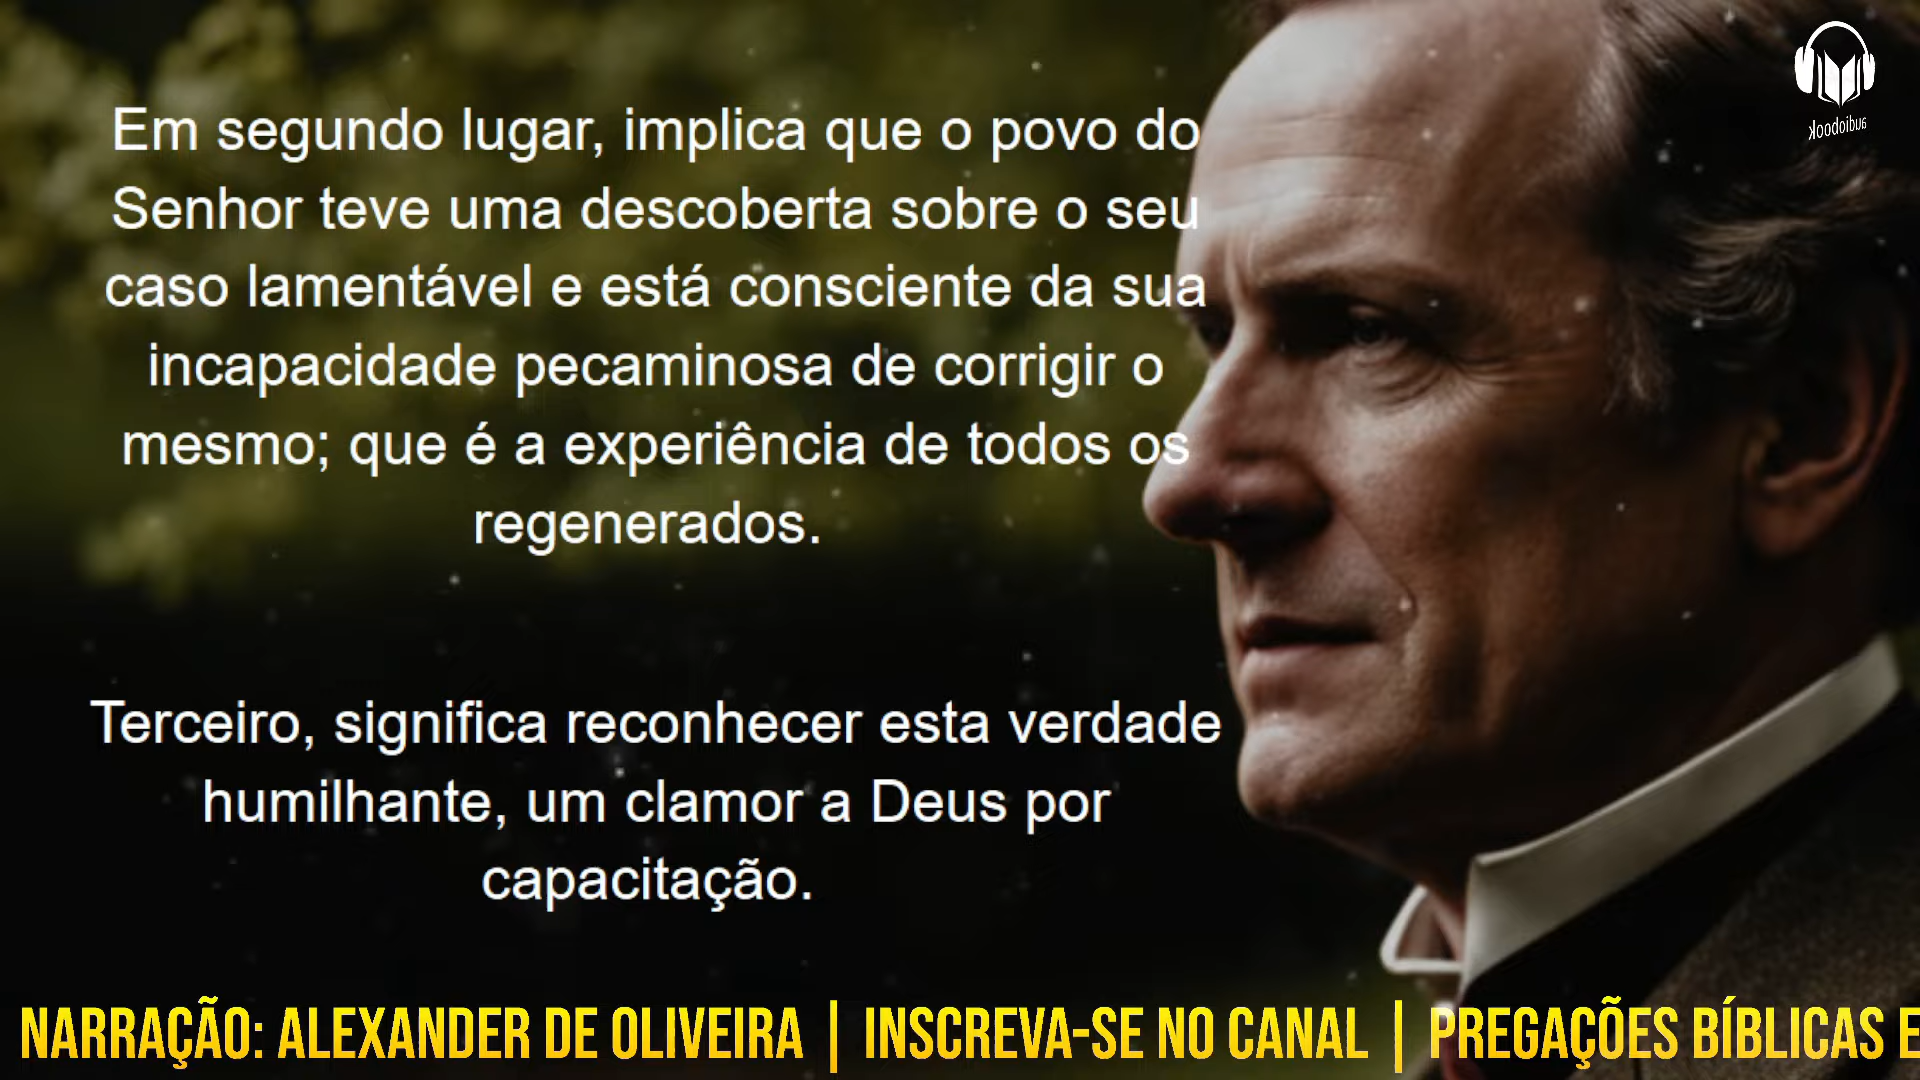 audiobook
Em segundo lugar, implica que o povo do
Senhor teve uma descoberta sobre o seu
caso lamentável e está consciente da sua
incapacidade pecaminosa de corrigir o
mesmo; que é a experiência de todos os
regenerados.
Terceiro, significa reconhecer esta verdade
humilhante, um clamor a Deus por
capacitação.
NARRAÇÃO: ALEXANDER DE OLIVEIRA | INSCREVA-SE NO CANAL | PREGAÇÕES BÍBLICAS E